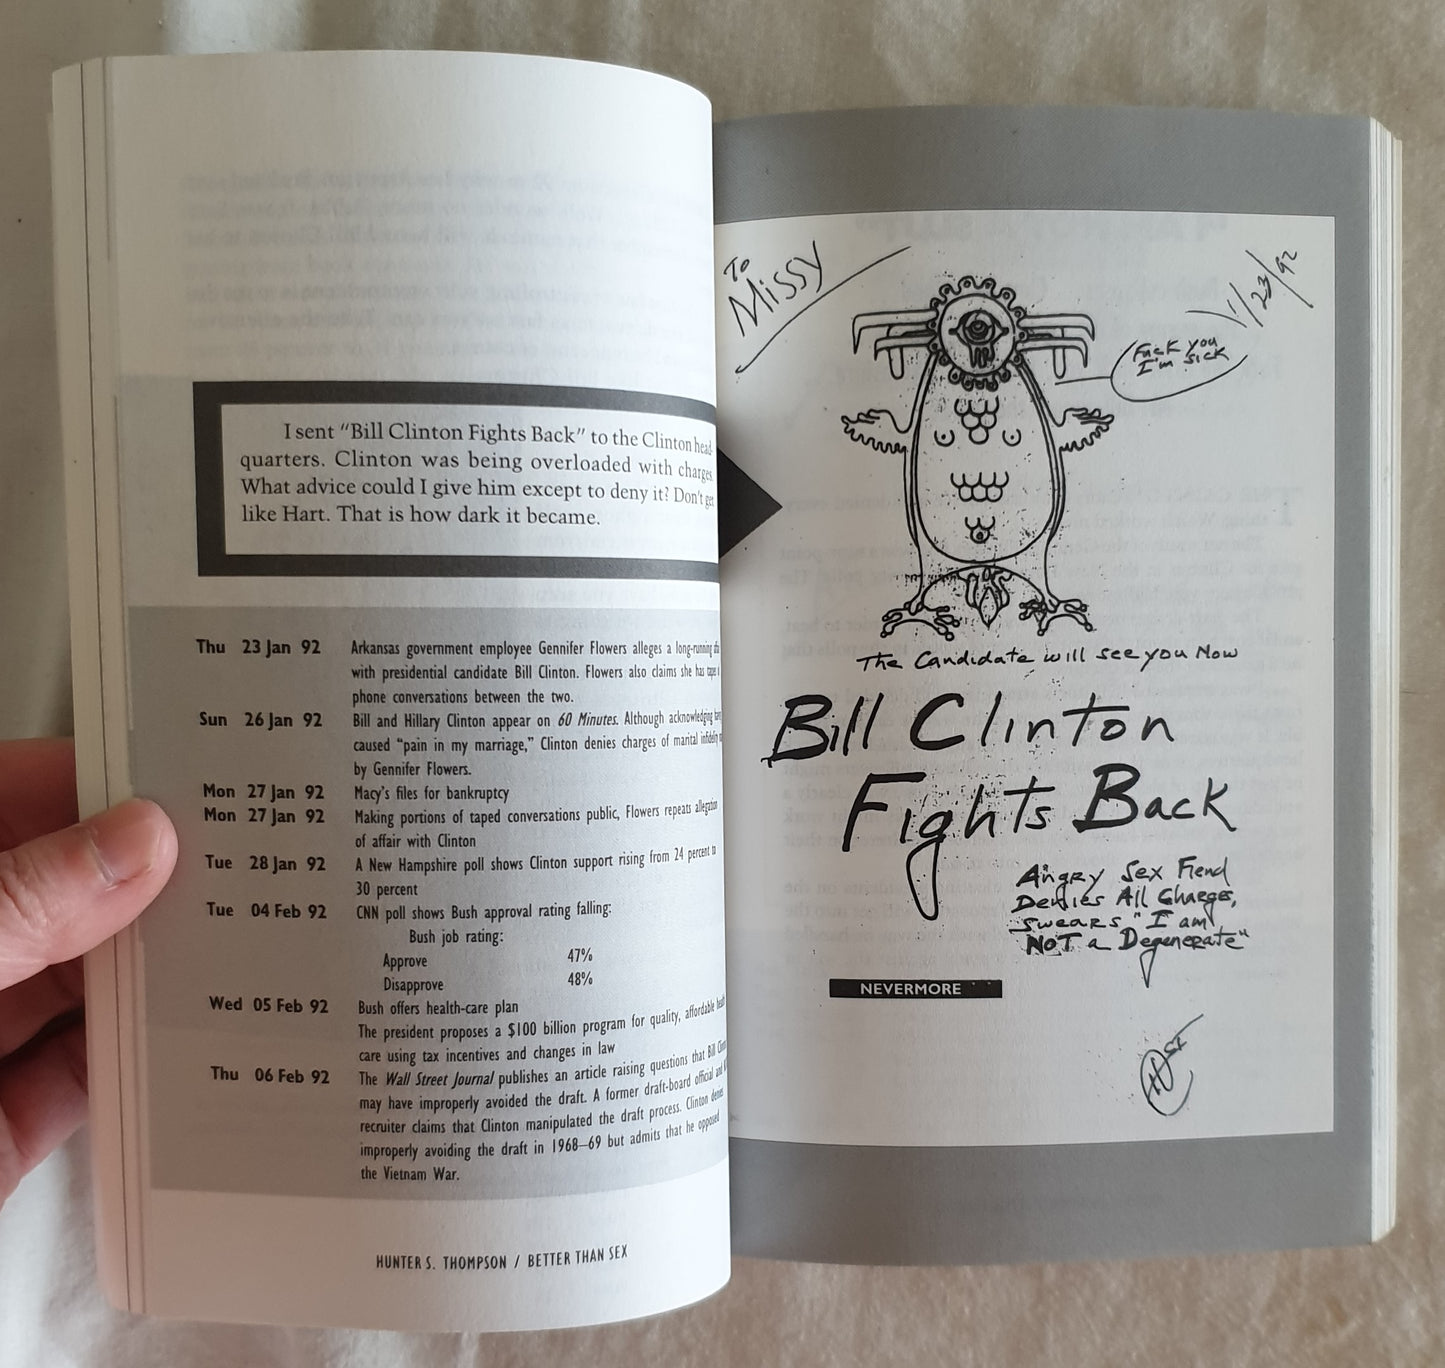 I sent "Bill Clinton Fights Back" to the Clinton head-
quarters. Clinton was being overloaded with charges.
What advice could I give him except to deny it? Don't get
like Hart. That is how dark it became.
Thu 23 Jan 92 Arkansas government employee Gennifer Flowers alleges a long-running
with presidential candidate Bill Clinton. Flowers also claims she has tapes
phone conversations between the two.
Sun 26 Jan 92 Bill and Hillary Clinton appear on 60 Minutes. Although acknowledging
caused "pain in my marriage," Clinton denies charges of marital infidelity
by Gennifer Flowers.
Mon 27 Jan 92 Macy's files for bankruptcy
Mon 27 Jan 92 Making portions of taped conversations public, Flowers repeats allegation
of affair with Clinton
Tue 28 Jan 92 A New Hampshire poll shows Clinton support rising from 24 percent to
30 percent
Tue 04 Feb 92 CNN poll shows Bush approval rating falling:
Bush job rating:
Approve 47%
Disapprove 48%
Wed 05 Feb 92 Bush offers health-care plan
The president proposes a $100 billion program for quality, affordable
care using tax incentives and changes in law
Thu 06 Feb 92 The Wall Street Journal publishes an article raising questions that Bill
may have improperly avoided the draft. A former draft-board official and
recruiter claims that Clinton manipulated the draft process. Clinton denies
improperly avoiding the draft in 1968–69 but admits that he opposed
the Vietnam War.
HUNTER S. THOMPSON / BETTER THAN SEX
To
Missy
1/23/92
Fuck you
I'm sick
The Candidate will see you Now
Bill Clinton
Fights Back
Angry Sex Fiend
Denies All Charges,
swears "I am
NOT a Degenerate"
NEVERMORE